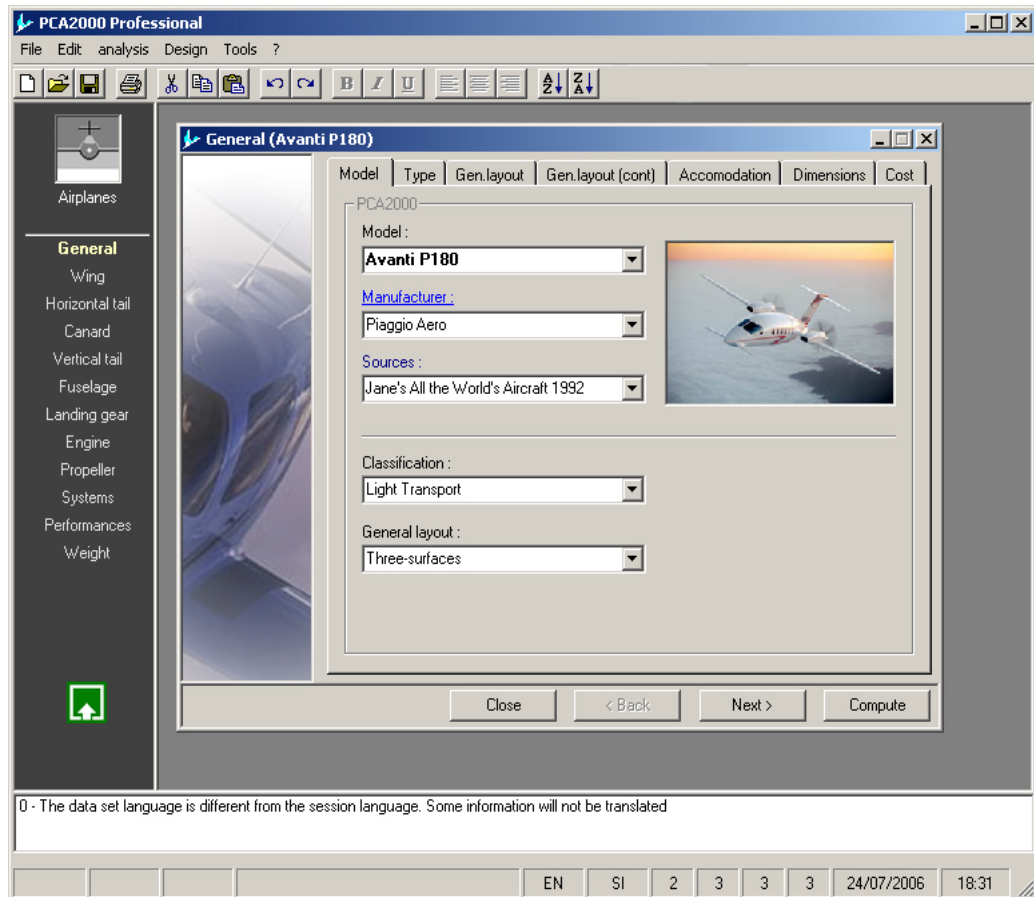 PCA2000 Professional
File Edit analysis Design Tools ?
B I U
A Z Z A
Airplanes
General
Wing
Horizontal tail
Canard
Vertical tail
Fuselage
Landing gear
Engine
Propeller
Systems
Performances
Weight
General (Avanti P180)
Model Type Gen.layout Gen.layout (cont) Accomodation Dimensions Cost
PCA2000
Model :
Avanti P180
Manufacturer :
Piaggio Aero
Sources :
Jane's All the World's Aircraft 1992
Classification :
Light Transport
General layout :
Three-surfaces
Close < Back Next > Compute
0 - The data set language is different from the session language. Some information will not be translated
EN SI 2 3 3 3 24/07/2006 18:31